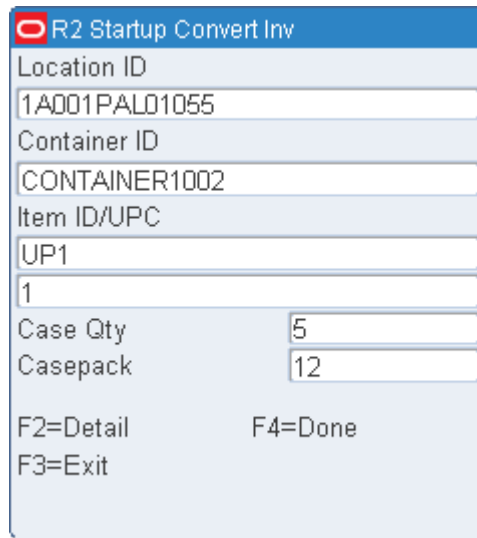 R2 Startup Convert Inv
Location ID
1A001PAL01055
Container ID
CONTAINER1002
Item ID/UPC
UP1
1
Case Qty 5
Casepack 12
F2=Detail F4=Done
F3=Exit